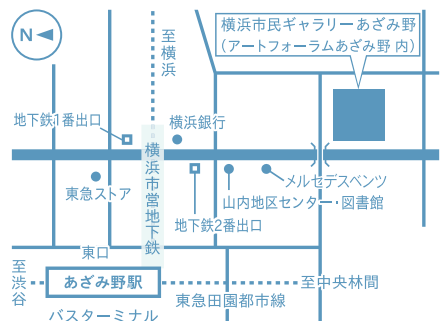 N
至横浜
横浜市民ギャラリーあざみ野
（アートフォーラムあざみ野 内）
地下鉄1番出口
横浜銀行
横浜市営地下鉄
東急ストア
地下鉄2番出口
メルセデスベンツ
山内地区センター・図書館
東口
至渋谷
あざみ野駅
至中央林間
東急田園都市線
バスターミナル